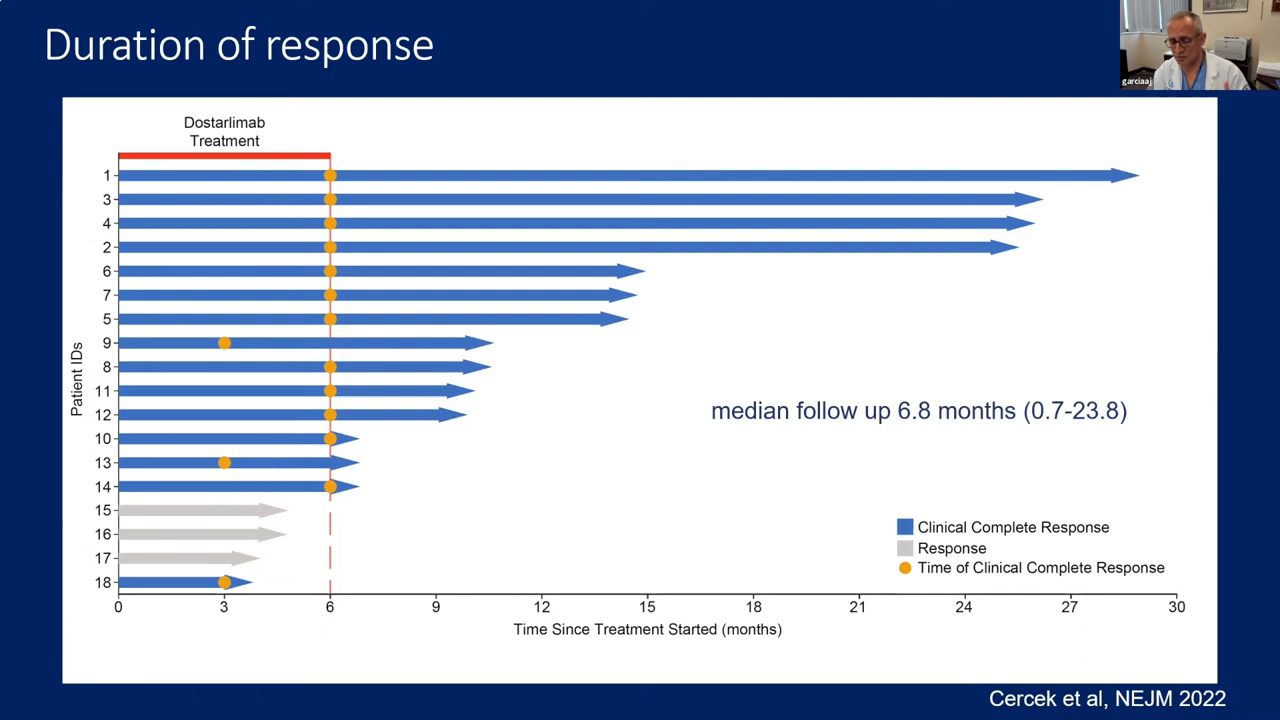 Duration of response
garciaaj
Dostarlimab
Treatment
1
3
4
2
6
7
5
9
8
11
12
10
13
14
15
16
17
18
Patient IDs
median follow up 6.8 months (0.7-23.8)
Clinical Complete Response
Response
Time of Clinical Complete Response
0 3 6 9 12 15 18 21 24 27 30
Time Since Treatment Started (months)
Cercek et al, NEJM 2022